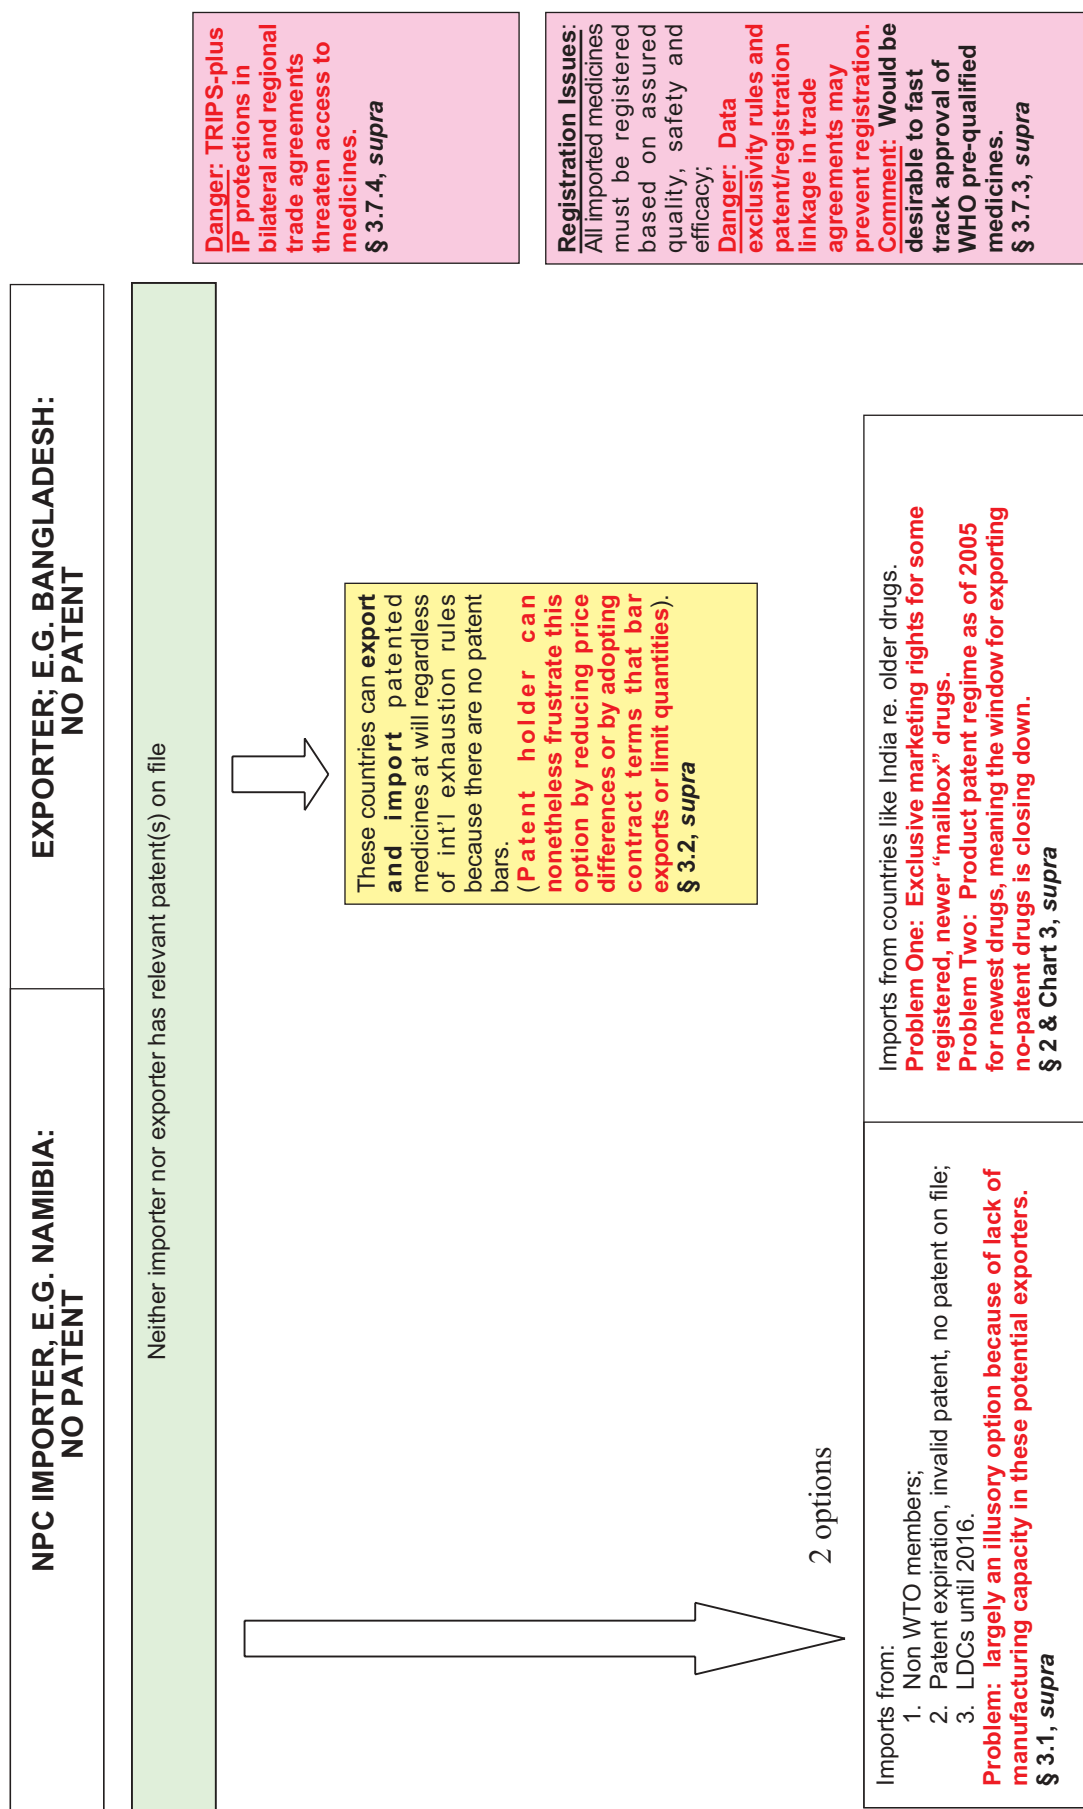 NPC IMPORTER, E.G. NAMIBIA:
NO PATENT
EXPORTER; E.G. BANGLADESH:
NO PATENT
Neither importer nor exporter has relevant patent(s) on file
Danger: TRIPS-plus
IP protections in
bilateral and regional
trade agreements
threaten access to
medicines.
§ 3.7.4, supra
These countries can export
and import patented
medicines at will regardless
of int'l exhaustion rules
because there are no patent
bars.
(Patent holder can
nonetheless frustrate this
option by reducing price
differences or by adopting
contract terms that bar
exports or limit quantities).
§ 3.2, supra
Registration Issues:
All imported medicines
must be registered
based on assured
quality, safety and
efficacy;
Danger: Data
exclusivity rules and
patent/registration
linkage in trade
agreements may
prevent registration.
Comment: Would be
desirable to fast
track approval of
WHO pre-qualified
medicines.
§ 3.7.3, supra
2 options
Imports from:
1. Non WTO members;
2. Patent expiration, invalid patent, no patent on file;
3. LDCs until 2016.
Problem: largely an illusory option because of lack of
manufacturing capacity in these potential exporters.
§ 3.1, supra
Imports from countries like India re. older drugs.
Problem One: Exclusive marketing rights for some
registered, newer “mailbox” drugs.
Problem Two: Product patent regime as of 2005
for newest drugs, meaning the window for exporting
no-patent drugs is closing down.
§ 2 & Chart 3, supra